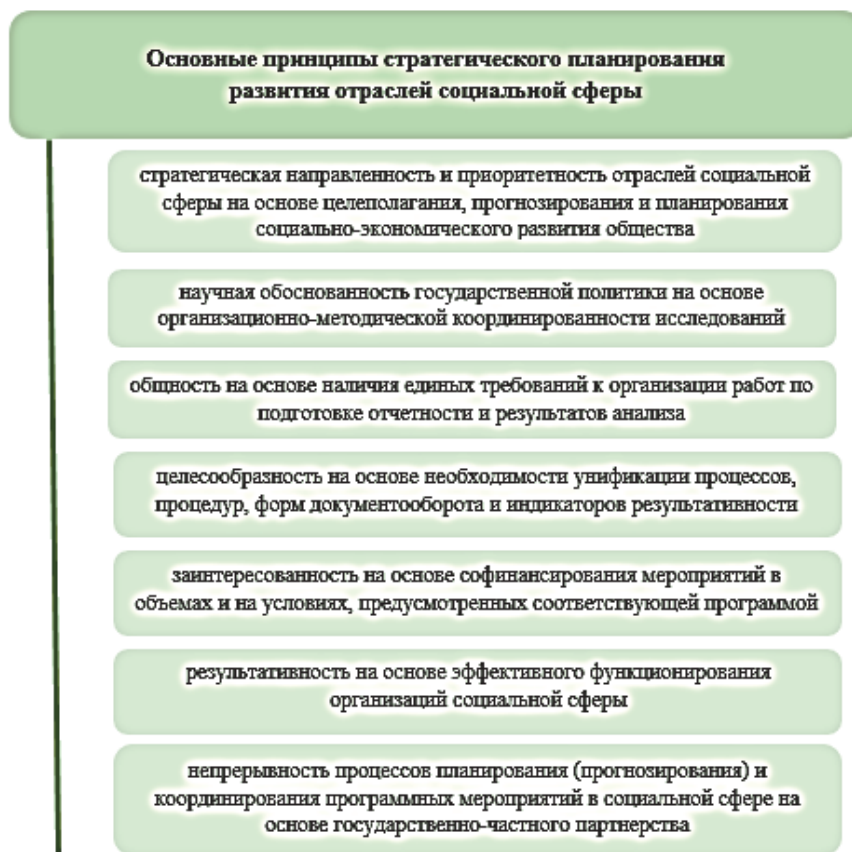 Основные принципы стратегического планирования
развития отраслей социальной сферы
стратегическая направленность и приоритетность отраслей социальной
сферы на основе целеполагания, прогнозирования и планирования
социально-экономического развития общества
научная обоснованность государственной политики на основе
организационно-методической координированности исследований
общность на основе наличия единых требований к организации работ по
подготовке отчетности и результатов анализа
целесообразность на основе необходимости унификации процессов,
процедур, форм документооборота и индикаторов результативности
заинтересованность на основе софинансирования мероприятий в
объемах и на условиях, предусмотренных соответствующей программой
результативность на основе эффективного функционирования
организаций социальной сферы
непрерывность процессов планирования (прогнозирования) и
координирования программных мероприятий в социальной сфере на
основе государственно-частного партнерства